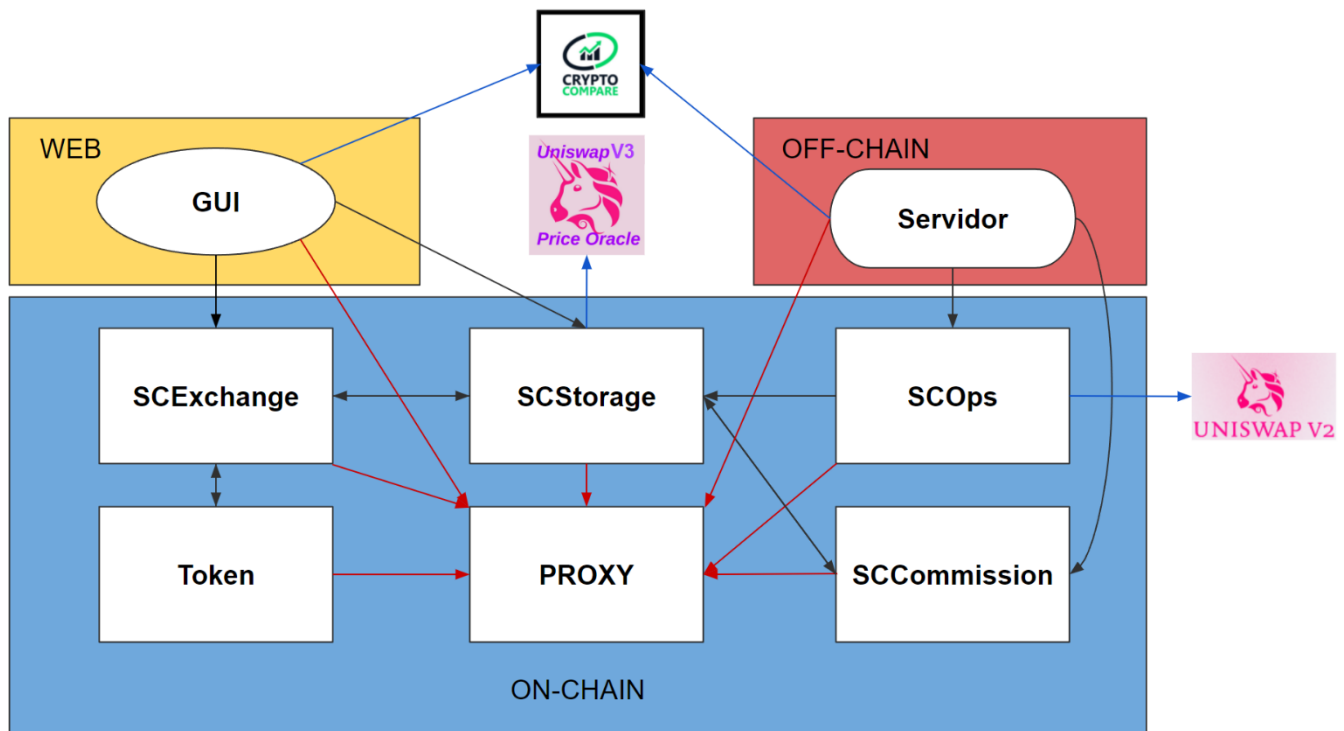 CRYPTO
COMPARE
WEB
OFF-CHAIN
Uniswap V3
GUI
Servidor
Price Oracle
SCExchange
SCStorage
SCOps
UNISWAP V2
Token
PROXY
SCCommission
ON-CHAIN